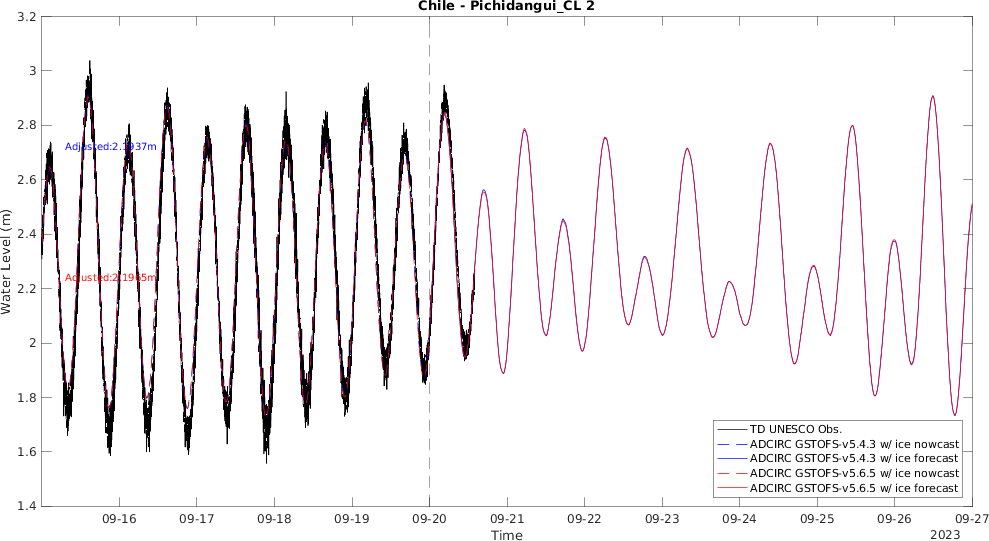 Chile - Pichidangui_CL 2
3.2
3
2.8
2.6
2.4
2.2
2
1.8
1.6
1.4
Water Level (m)
Adjusted:2.1937m
Adjusted:2.1965m
TD UNESCO Obs.
ADCIRC GSTOFS-v5.4.3 w/ ice nowcast
ADCIRC GSTOFS-v5.4.3 w/ ice forecast
ADCIRC GSTOFS-v5.6.5 w/ ice nowcast
ADCIRC GSTOFS-v5.6.5 w/ ice forecast
09-16 09-17 09-18 09-19 09-20 09-21 09-22 09-23 09-24 09-25 09-26 09-27
Time
2023